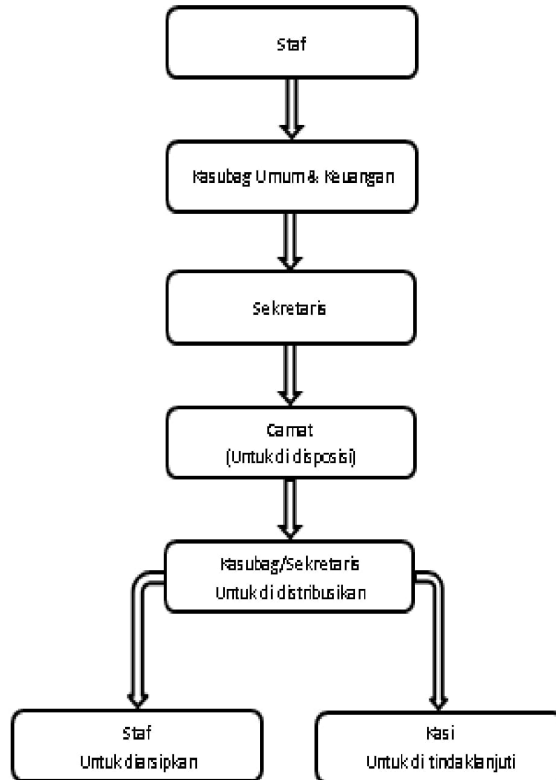 Staf
Kasubag Umum & Keuangan
Sekretaris
Camat
(Untuk di disposisi)
Kasubag/Sekretaris
Untuk di distribusikan
Staf
Untuk diarsipkan
Kasi
Untuk di tindaklanjuti